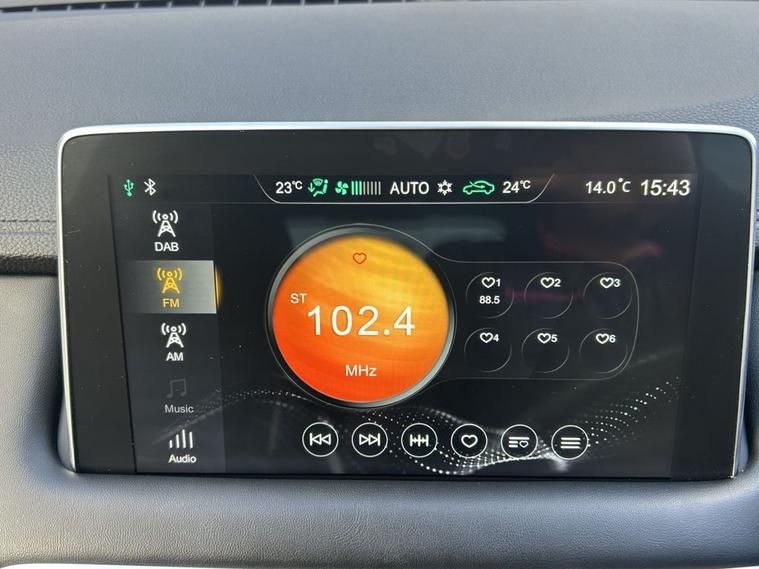 23°C AUTO 24°C 14.0°C 15:43
DAB
FM
AM
Music
Audio
ST
102.4
MHz
1 2 3
88.5
4 5 6